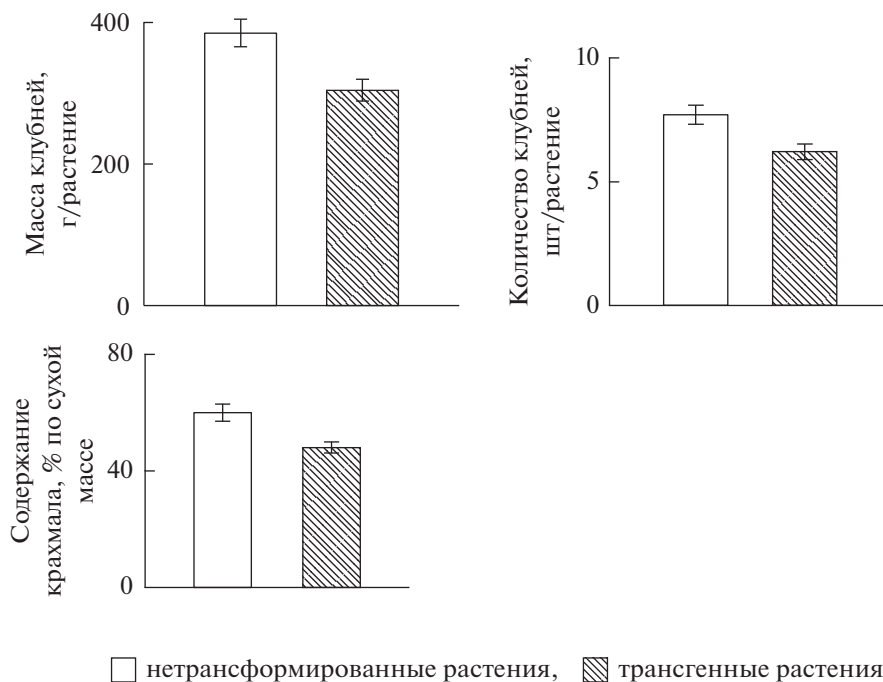 Масса клубней,
г/растение
400
200
0
Количество клубней,
шт/растение
10
5
0
Содержание
крахмала, % по сухой
массе
80
40
0
нетрансформированные растения, трансгенные растения